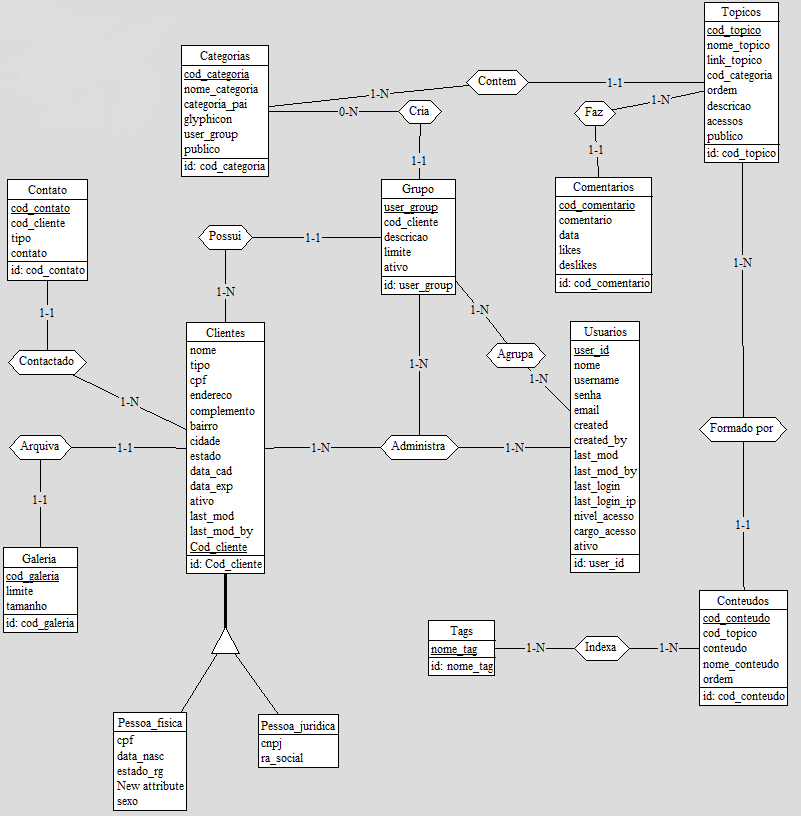 Topicos
cod_topico
nome_topico
link_topico
cod_categoria
ordem
descricao
acessos
publico
id: cod_topico
Categorias
cod_categoria
nome_categoria
categoria_pai
glyphicon
user_group
publico
id: cod_categoria
1-N
Contem
1-1
0-N
Cria
1-1
Faz
1-N
1-1
Comentarios
cod_comentario
comentario
data
likes
deslikes
id: cod_comentario
Contato
cod_contato
cod_cliente
tipo
contato
id: cod_contato
Grupo
user_group
cod_cliente
descricao
limite
ativo
id: user_group
Possui
1-1
1-N
1-N
1-1
Contactado
1-N
Clientes
nome
tipo
cpf
endereco
complemento
bairro
cidade
estado
data_cad
data_exp
ativo
last_mod
last_mod_by
Cod_cliente
id: Cod_cliente
1-N
Agrupa
1-N
1-N
Usuarios
user_id
nome
username
senha
email
created
created_by
last_mod
last_mod_by
last_login
last_login_ip
nivel_acesso
cargo_acesso
ativo
id: user_id
Arquiva
1-1
1-N
Administra
1-N
Formado por
1-1
1-1
Galeria
cod_galeria
limite
tamanho
id: cod_galeria
Conteudos
cod_conteudo
cod_topico
conteudo
nome_conteudo
ordem
id: cod_conteudo
Tags
nome_tag
id: nome_tag
1-N
Indexa
1-N
Pessoa_fisica
cpf
data_nasc
estado_rg
New attribute
sexo
Pessoa_juridica
cnpj
ra_social